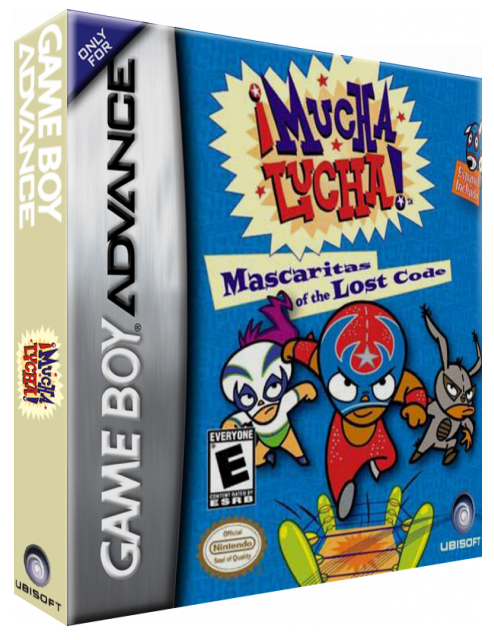 GAME BOY
ADVANCE
¡MUCHA
LUCHA!
UBISOFT
ONLY
FOR
GAME BOY ADVANCE
¡MUCHA
LUCHA!
Mascaritas
of the Lost Code
EVERYONE
E
CONTENT RATED BY
ESRB
Official
Nintendo
Seal of Quality
UBISOFT